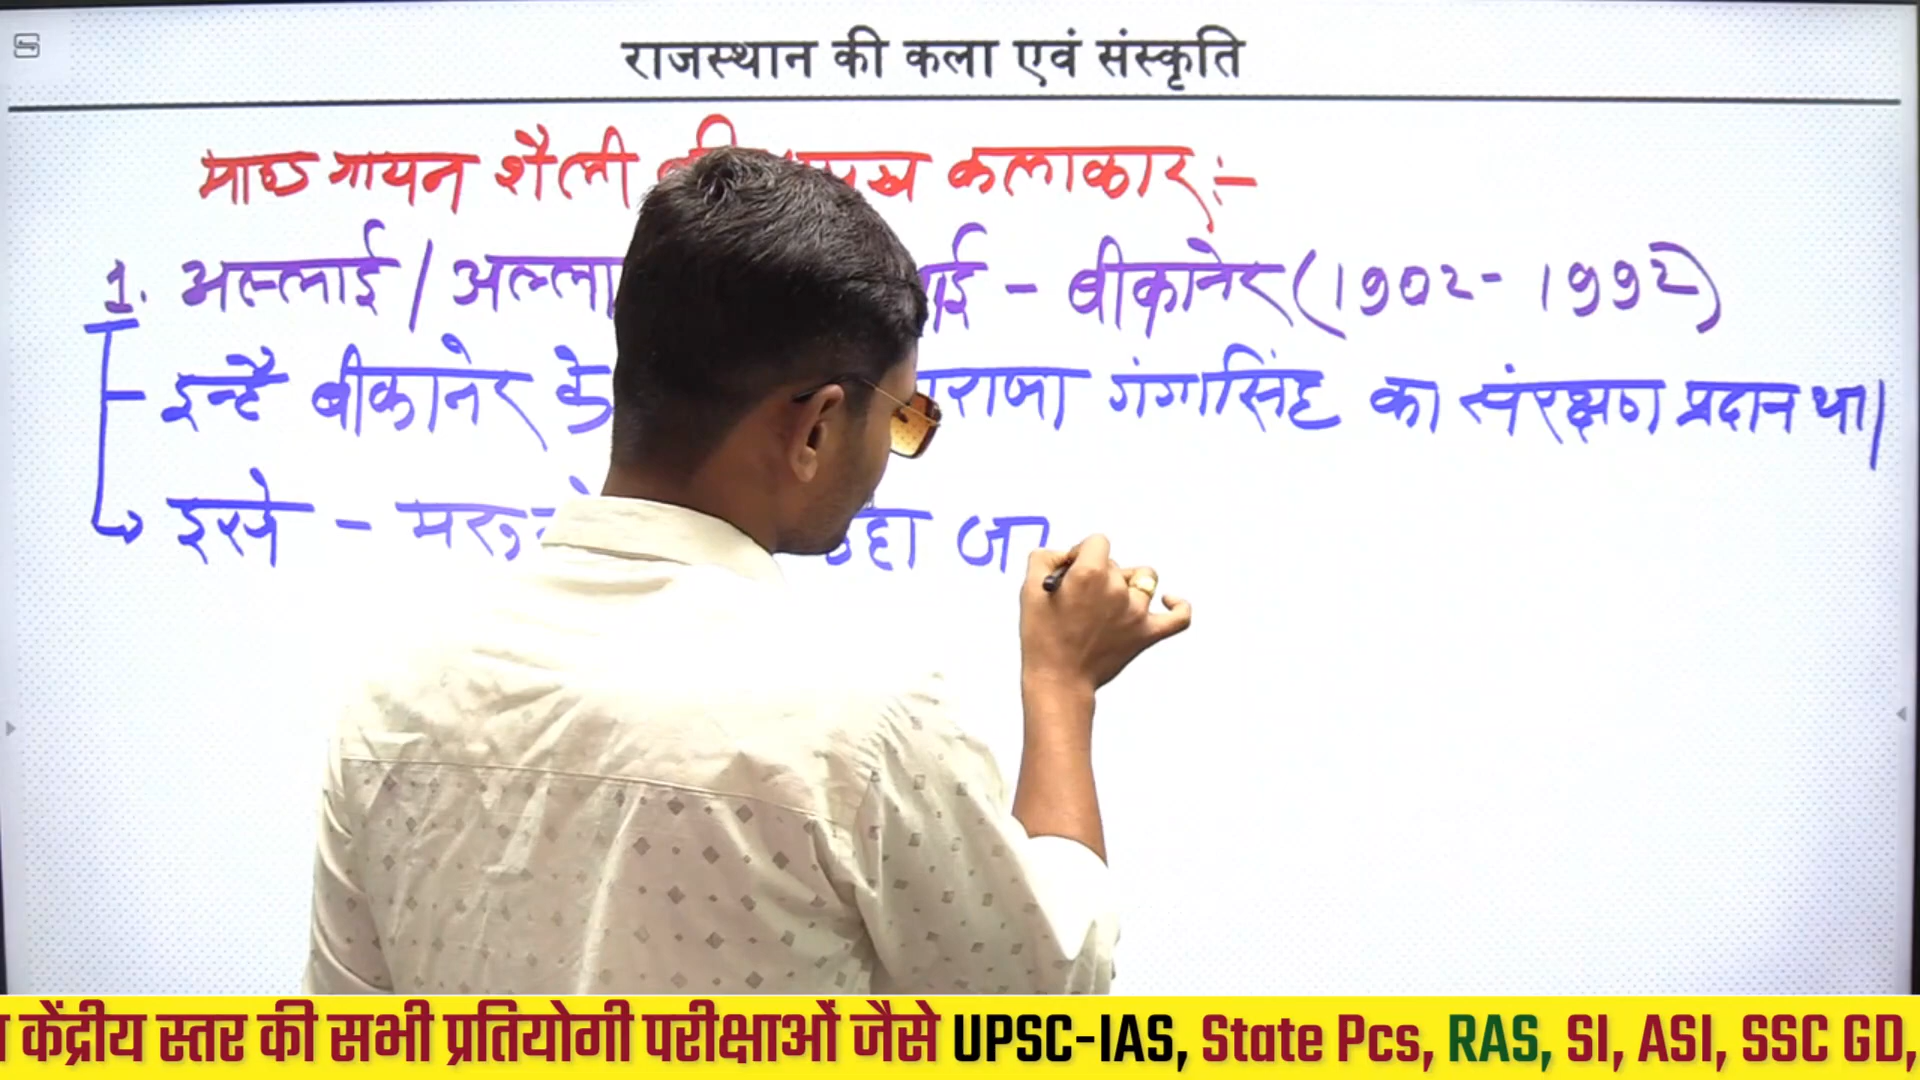 राजस्थान की कला एवं संस्कृति
माण्ड गायन शैली की कलाकार :-
1. अल्लाई / अल्ला - बीकानेर (1902 - 1992)
इन्हें बीकानेर के गंगासिंह का संरक्षण प्रदान था।
इसे - मरू जा
केंद्रीय स्तर की सभी प्रतियोगी परीक्षाओं जैसे UPSC-IAS, State Pcs, RAS, SI, ASI, SSC GD,